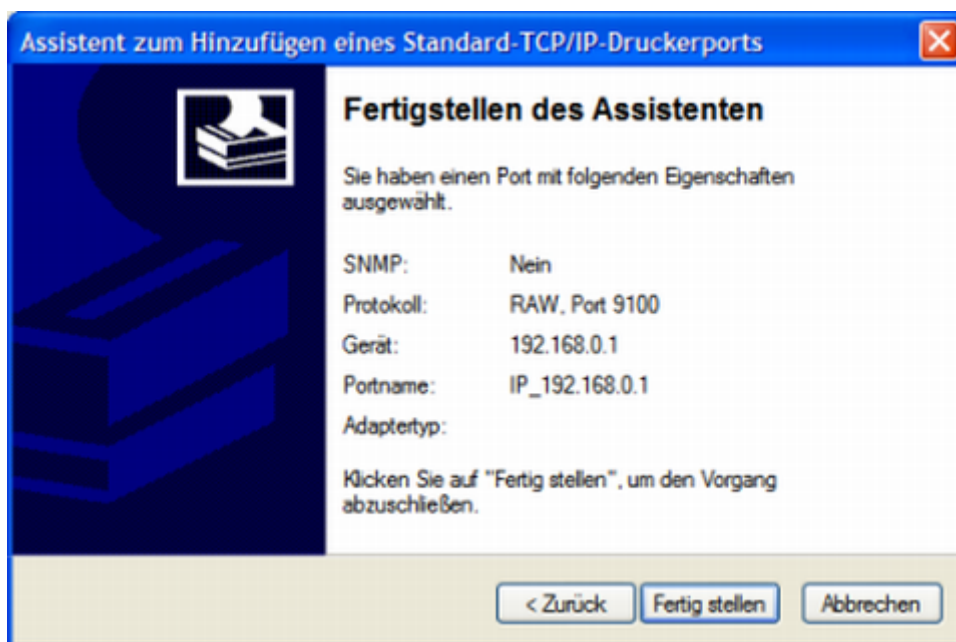 Assistent zum Hinzufügen eines Standard-TCP/IP-Druckerports
Fertigstellen des Assistenten
Sie haben einen Port mit folgenden Eigenschaften
ausgewählt.
SNMP: Nein
Protokoll: RAW, Port 9100
Gerät: 192.168.0.1
Portname: IP_192.168.0.1
Adaptertyp:
Klicken Sie auf "Fertig stellen", um den Vorgang
abzuschließen.
< Zurück Fertig stellen Abbrechen